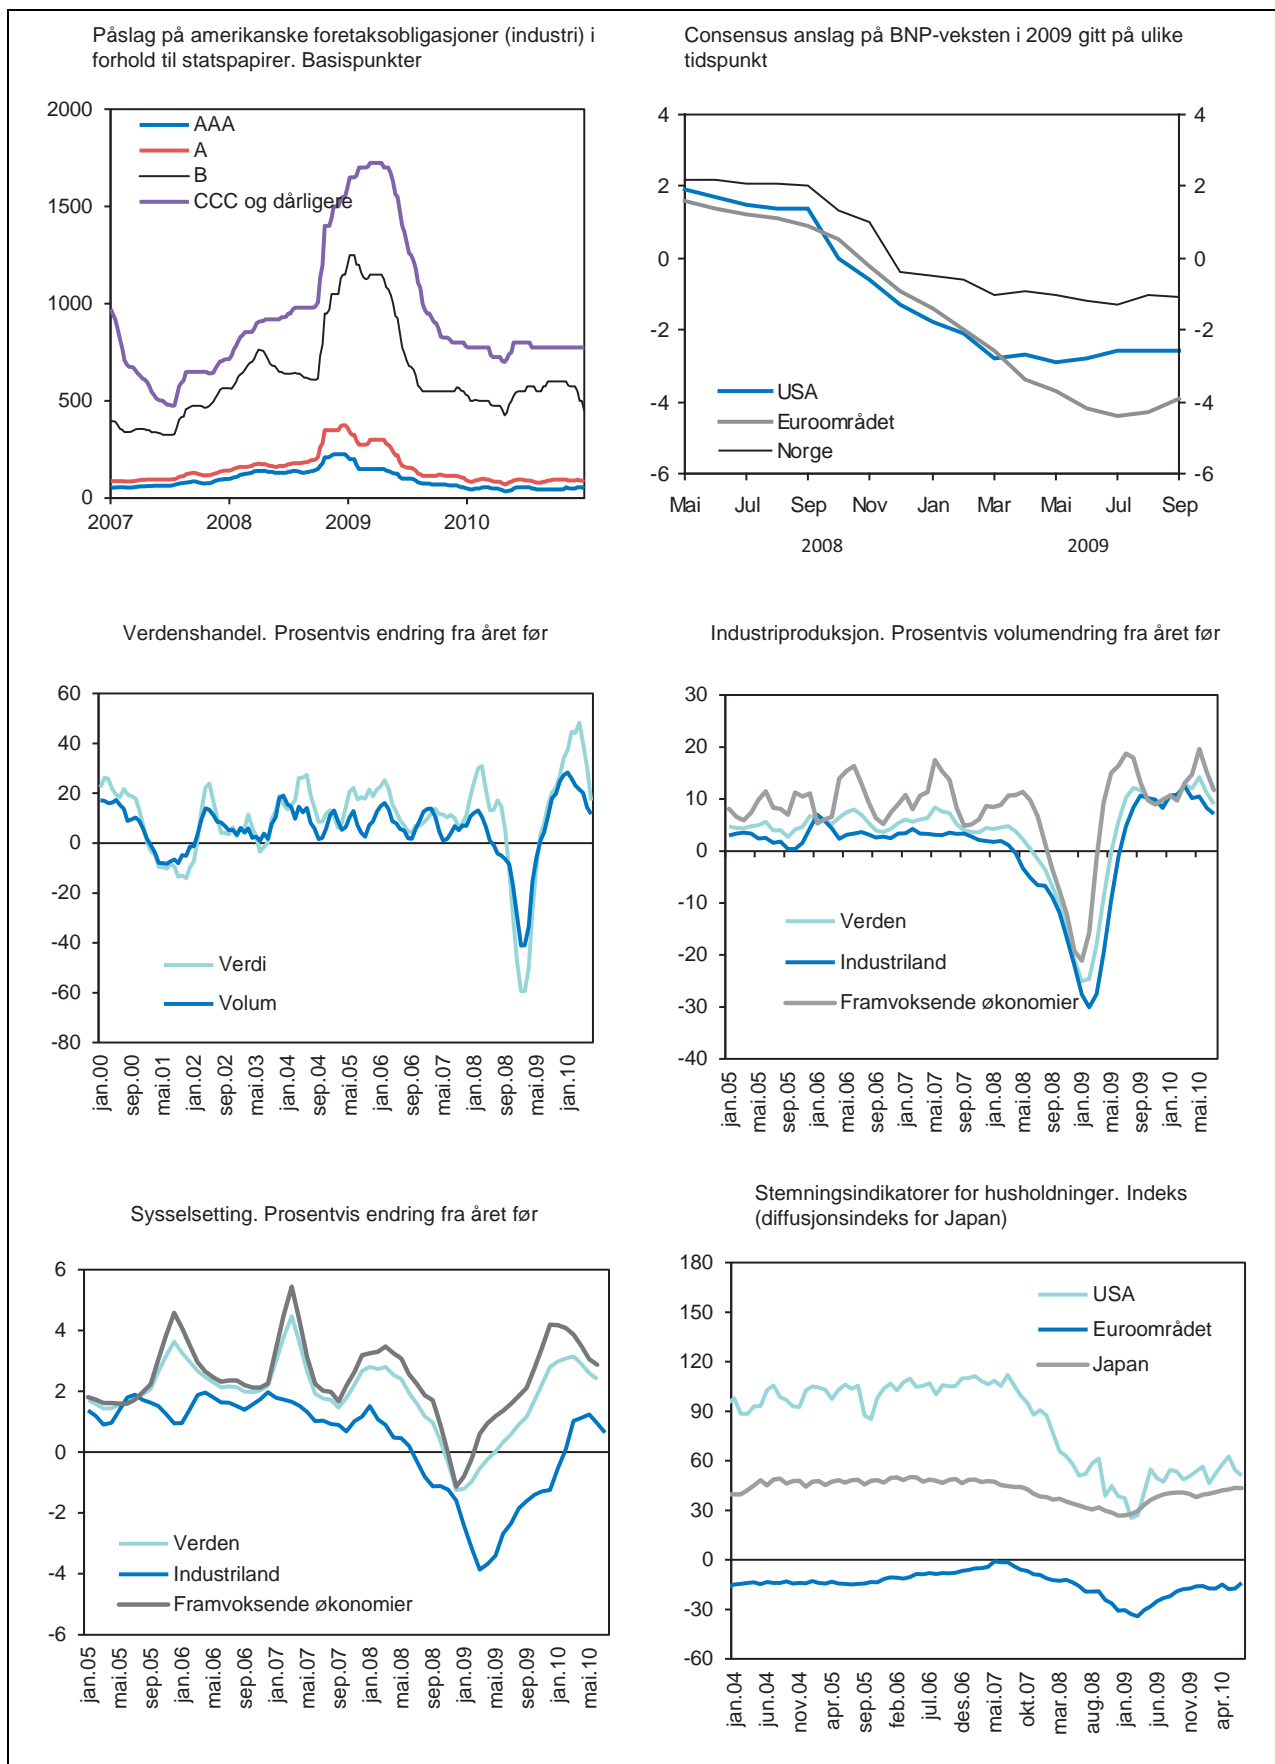 Påslag på amerikanske foretaksobligasjoner (industri) i
forhold til statspapirer. Basispunkter
2000
1500
1000
500
0
AAA
A
B
CCC og dårligere
2007 2008 2009 2010
Consensus anslag på BNP-veksten i 2009 gitt på ulike
tidspunkt
4 4
2 2
0 0
-2 -2
-4 -4
-6 -6
USA
Euroområdet
Norge
Mai Jul Sep Nov Jan Mar Mai Jul Sep
2008 2009
Verdenshandel. Prosentvis endring fra året før
60
40
20
0
-20
-40
-60
-80
Verdi
Volum
jan.00
sep.00
mai.01
jan.02
sep.02
mai.03
jan.04
sep.04
mai.05
jan.06
sep.06
mai.07
jan.08
sep.08
mai.09
jan.10
Industriproduksjon. Prosentvis volumendring fra året før
30
20
10
0
-10
-20
-30
-40
Verden
Industriland
Framvoksende økonomier
jan.05
mai.05
sep.05
jan.06
mai.06
sep.06
jan.07
mai.07
sep.07
jan.08
mai.08
sep.08
jan.09
mai.09
sep.09
jan.10
mai.10
Sysselsetting. Prosentvis endring fra året før
6
4
2
0
-2
-4
-6
Verden
Industriland
Framvoksende økonomier
jan.05
mai.05
sep.05
jan.06
mai.06
sep.06
jan.07
mai.07
sep.07
jan.08
mai.08
sep.08
jan.09
mai.09
sep.09
jan.10
mai.10
Stemningsindikatorer for husholdninger. Indeks
(diffusjonsindeks for Japan)
180
150
120
90
60
30
0
-30
-60
USA
Euroområdet
Japan
jan.04
jun.04
nov.04
apr.05
sep.05
feb.06
jul.06
des.06
mai.07
okt.07
mar.08
aug.08
jan.09
jun.09
nov.09
apr.10